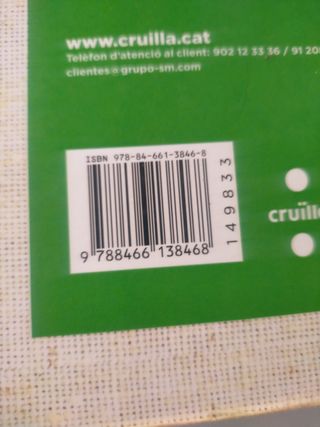 www.cruilla.cat
Telèfon d'atenció al client: 902 12 33 36 / 91 20
clientes@grupo-sm.com
ISBN 978-84-661-3846-8
9 788466 138468
149833
cruïll